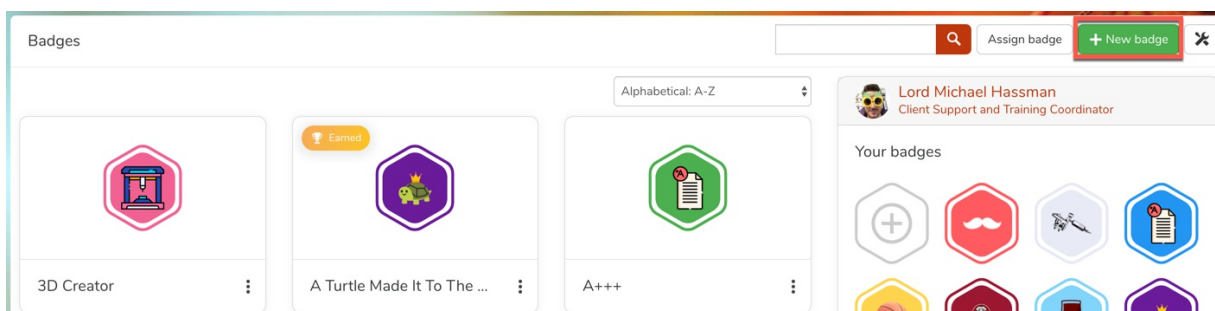 Badges
Assign badge
+ New badge
Alphabetical: A-Z
Lord Michael Hassman
Client Support and Training Coordinator
Earned
Your badges
3D Creator
A Turtle Made It To The ...
A+++